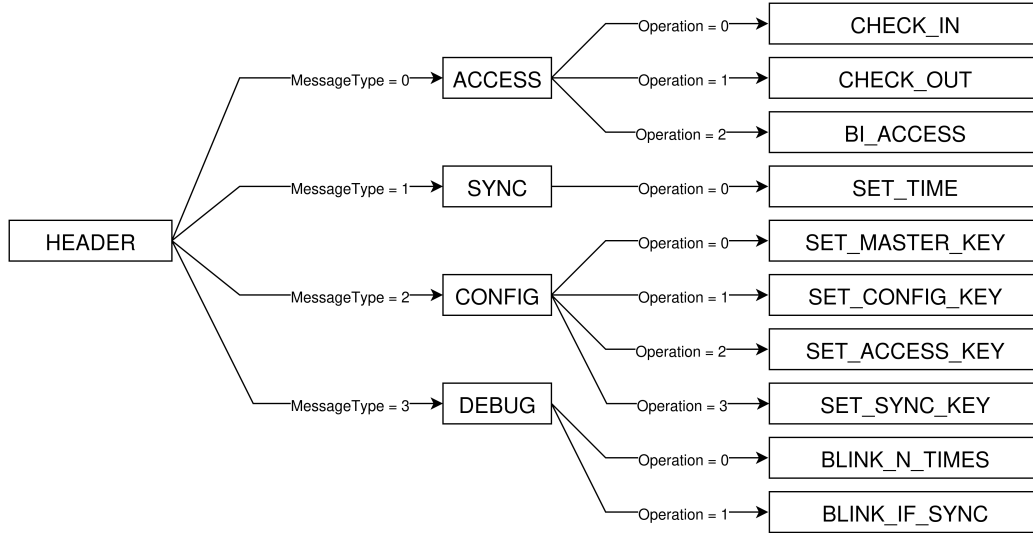 Operation = 0
CHECK_IN
MessageType = 0
ACCESS
Operation = 1
CHECK_OUT
Operation = 2
BI_ACCESS
MessageType = 1
SYNC
Operation = 0
SET_TIME
HEADER
Operation = 0
SET_MASTER_KEY
MessageType = 2
CONFIG
Operation = 1
SET_CONFIG_KEY
Operation = 2
SET_ACCESS_KEY
MessageType = 3
DEBUG
Operation = 3
SET_SYNC_KEY
Operation = 0
BLINK_N_TIMES
Operation = 1
BLINK_IF_SYNC